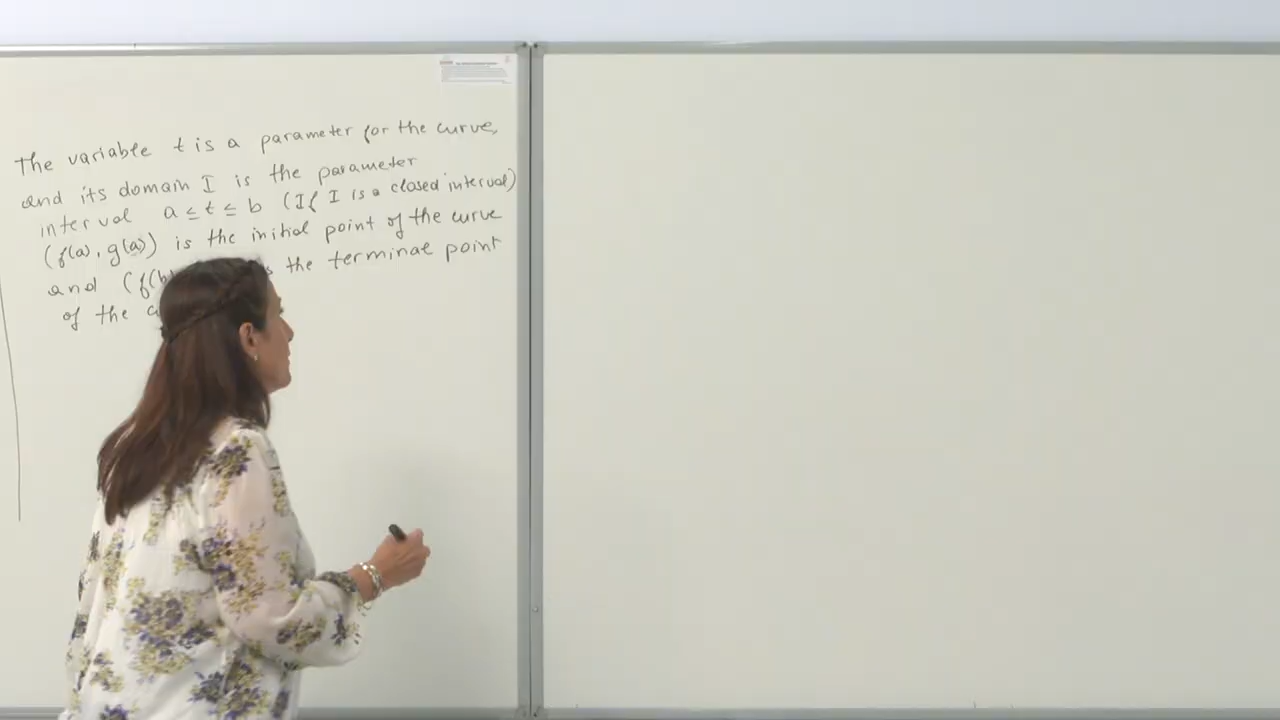 The variable t is a parameter for the curve,
and its domain I is the parameter
interval a ≤ t ≤ b (If I is a closed interval)
(f(a), g(a)) is the initial point of the curve
and (f(b) the terminal point
of the